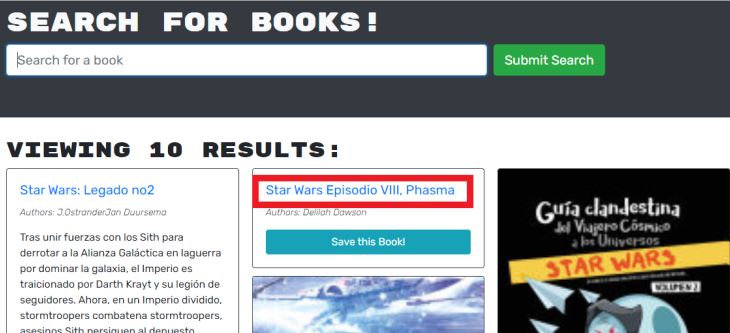 SEARCH FOR BOOKS!
Search for a book
Submit Search
VIEWING 10 RESULTS:
Star Wars: Legado no2
Authors: J.OstranderJan Duursema
Tras unir fuerzas con los Sith para
derrotar a la Alianza Galáctica en laguerra
por dominar la galaxia, el Imperio es
traicionado por Darth Krayt y su legión de
seguidores. Ahora, en un Imperio dividido,
stormtroopers combatena stormtroopers,
asesinos Sith persiguen al depuesto
Star Wars Episodio VIII, Phasma
Authors: Delilah Dawson
Save this Book!
Guía clandestina
del Viajero Cósmico
a los Universos
STAR WARS
VOLUMEN 2